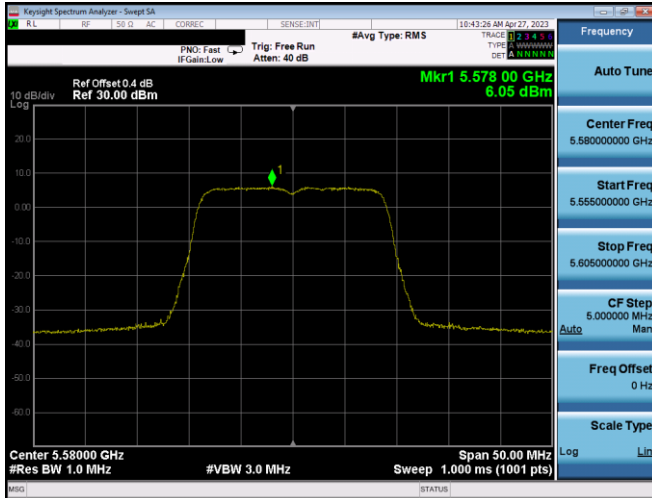 Keysight Spectrum Analyzer - Swept SA
RL RF 50 Ω AC CORREC SENSE:INT 10:43:26 AM Apr 27, 2023
#Avg Type: RMS TRACE 1 2 3 4 5 6
PNO: Fast Trig: Free Run TYPE A WWWWW
IFGain:Low Atten: 40 dB DET A N N N N N
Mkr1 5.578 00 GHz
6.05 dBm
Ref Offset 0.4 dB
10 dB/div Ref 30.00 dBm
Log
20.0
1
10.0
0.00
-10.0
-20.0
-30.0
-40.0
-50.0
-60.0
Center 5.58000 GHz Span 50.00 MHz
#Res BW 1.0 MHz #VBW 3.0 MHz Sweep 1.000 ms (1001 pts)
MSG STATUS
Frequency
Auto Tune
Center Freq
5.580000000 GHz
Start Freq
5.555000000 GHz
Stop Freq
5.605000000 GHz
CF Step
5.000000 MHz
Auto Man
Freq Offset
0 Hz
Scale Type
Log Lin